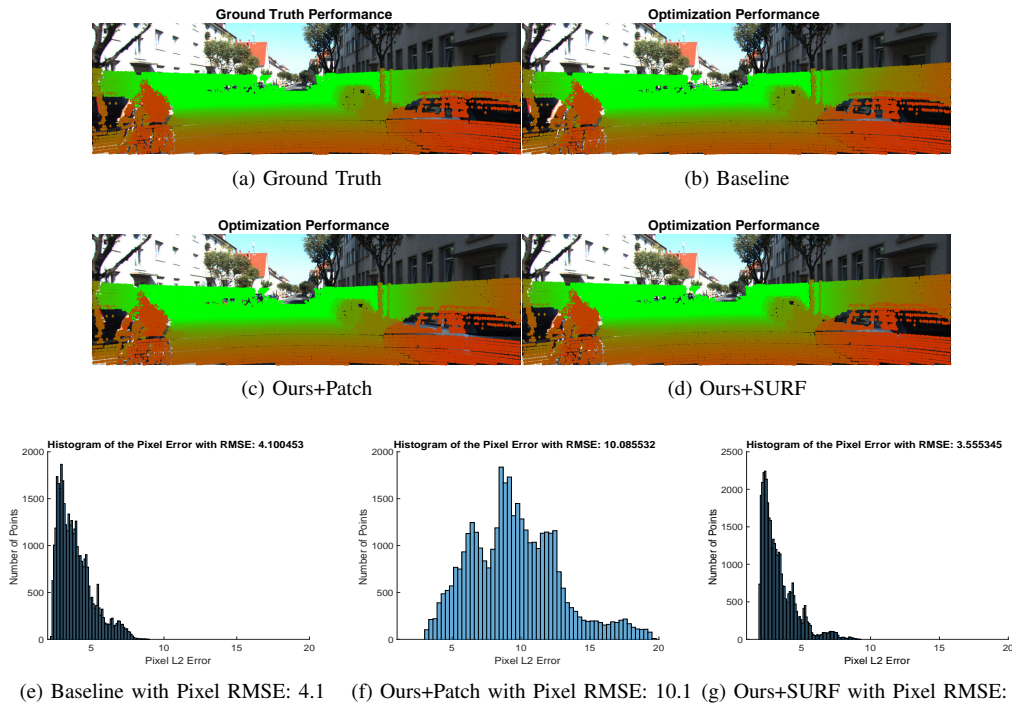 Ground Truth Performance
Optimization Performance
(a) Ground Truth
(b) Baseline
Optimization Performance
Optimization Performance
(c) Ours+Patch
(d) Ours+SURF
Histogram of the Pixel Error with RMSE: 4.100453
2000
1500
1000
500
0
Number of Points
5
10
15
20
Pixel L2 Error
Histogram of the Pixel Error with RMSE: 10.085532
2000
1500
1000
500
0
Number of Points
5
10
15
20
Pixel L2 Error
Histogram of the Pixel Error with RMSE: 3.555345
2500
2000
1500
1000
500
0
Number of Points
5
10
15
20
Pixel L2 Error
(e) Baseline with Pixel RMSE: 4.1
(f) Ours+Patch with Pixel RMSE: 10.1
(g) Ours+SURF with Pixel RMSE: